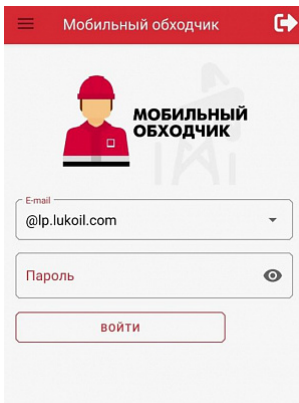 Мобильный обходчик
МОБИЛЬНЫЙ
ОБХОДЧИК
E-mail
@lp.lukoil.com
Пароль
ВОЙТИ